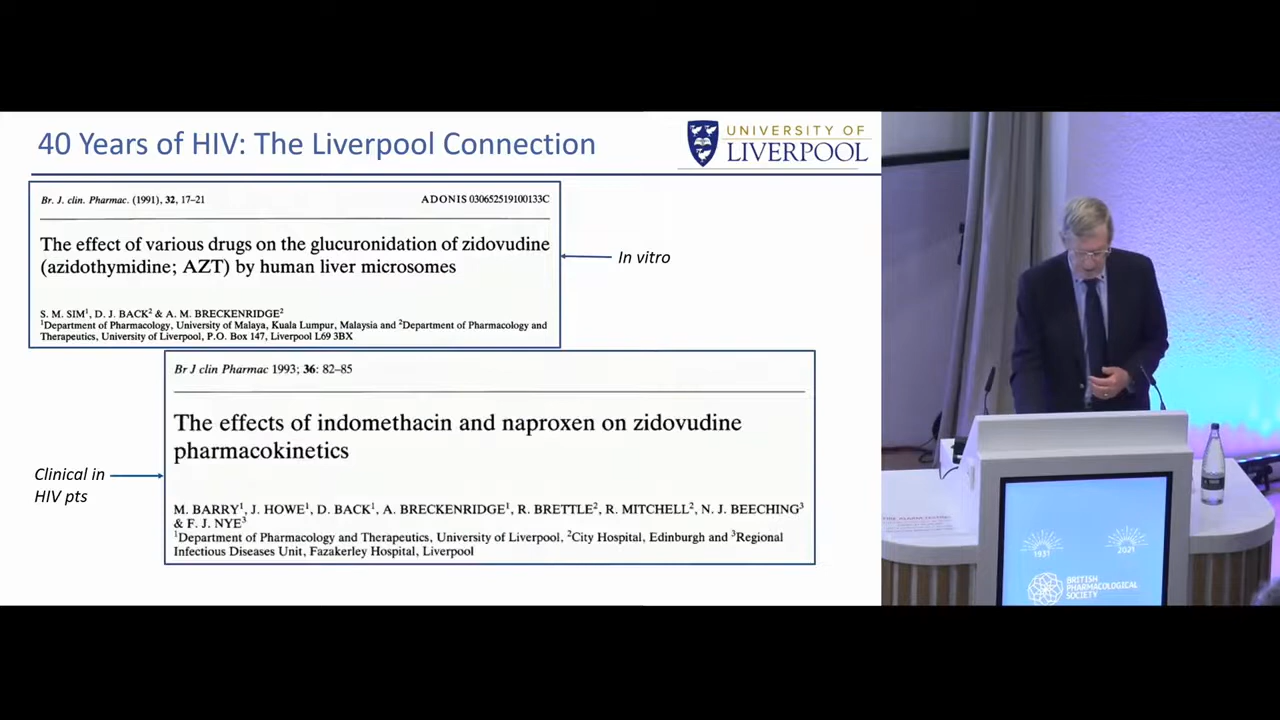 40 Years of HIV: The Liverpool Connection
UNIVERSITY OF
LIVERPOOL
Br. J. clin. Pharmac. (1991), 32, 17–21
ADONIS 030652519100133C
The effect of various drugs on the glucuronidation of zidovudine
(azidothymidine; AZT) by human liver microsomes
S. M. SIM¹, D. J. BACK² & A. M. BRECKENRIDGE²
¹Department of Pharmacology, University of Malaya, Kuala Lumpur, Malaysia and ²Department of Pharmacology and
Therapeutics, University of Liverpool, P.O. Box 147, Liverpool L69 3BX
In vitro
Br J clin Pharmac 1993; 36: 82–85
The effects of indomethacin and naproxen on zidovudine
pharmacokinetics
M. BARRY¹, J. HOWE¹, D. BACK¹, A. BRECKENRIDGE¹, R. BRETTLE², R. MITCHELL², N. J. BEECHING³
& F. J. NYE³
¹Department of Pharmacology and Therapeutics, University of Liverpool, ²City Hospital, Edinburgh and ³Regional
Infectious Diseases Unit, Fazakerley Hospital, Liverpool
Clinical in
HIV pts
1931
2021
BRITISH
PHARMACOLOGICAL
SOCIETY